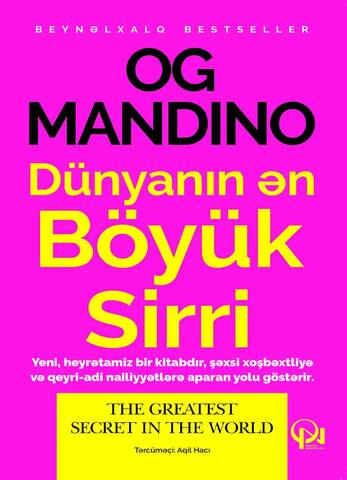 BEYNƏLXALQ BESTSELLER
OG
MANDINO
Dünyanın ən
Böyük
Sirri
Yeni, heyrətamiz bir kitabdır, şəxsi xoşbəxtliyə
və qeyri-adi nailiyyətlərə aparan yolu göstərir.
THE GREATEST
SECRET IN THE WORLD
Tərcüməçi: Aqil Hacı